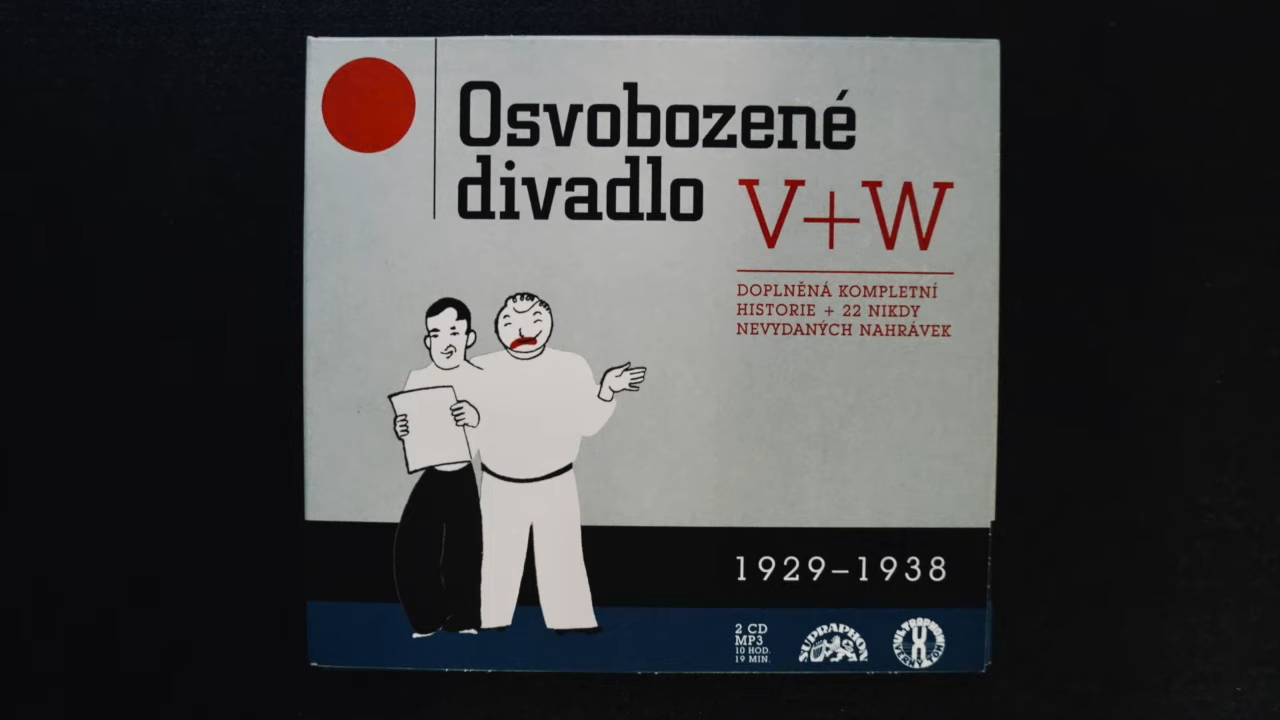 Osvobozené
divadlo
V+W
DOPLNĚNÁ KOMPLETNÍ
HISTORIE + 22 NIKDY
NEVYDANÝCH NAHRÁVEK
1929–1938
2 CD
MP3
10 HOD.
19 MIN.
SUPRAPHON
ULTRAPHON